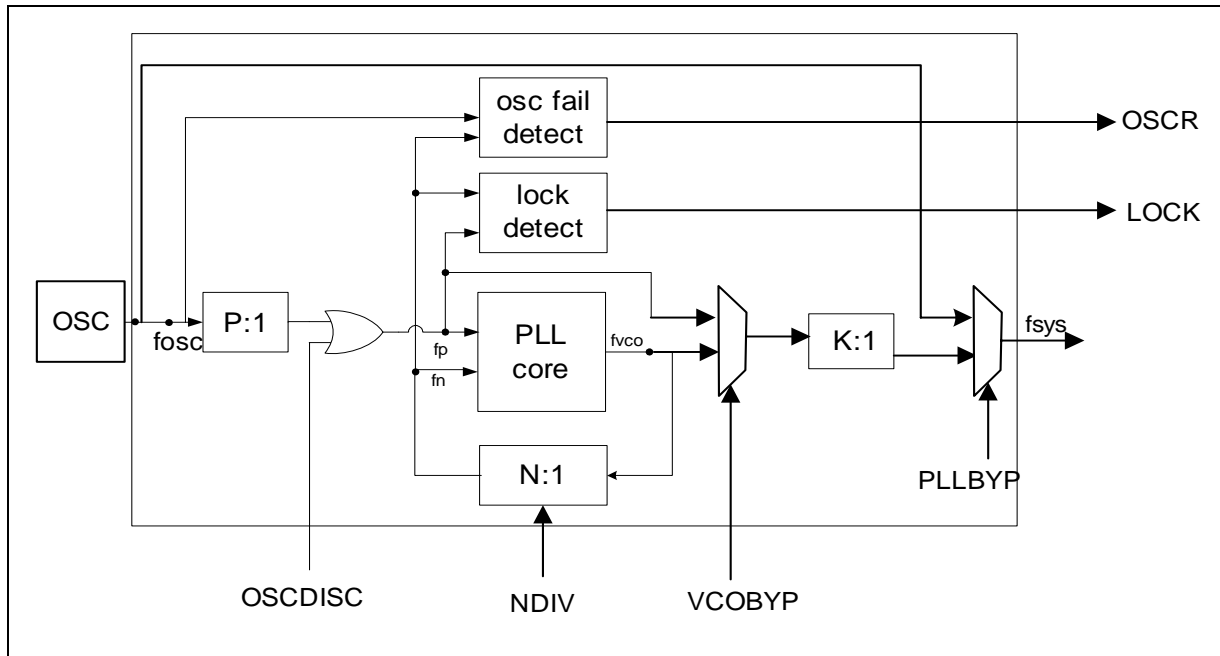 osc fail
detect
OSCR
lock
detect
LOCK
OSC
fosc
P:1
fp
fn
PLL
core
fvco
K:1
fsys
N:1
PLLBYP
OSCDISC
NDIV
VCOBYP